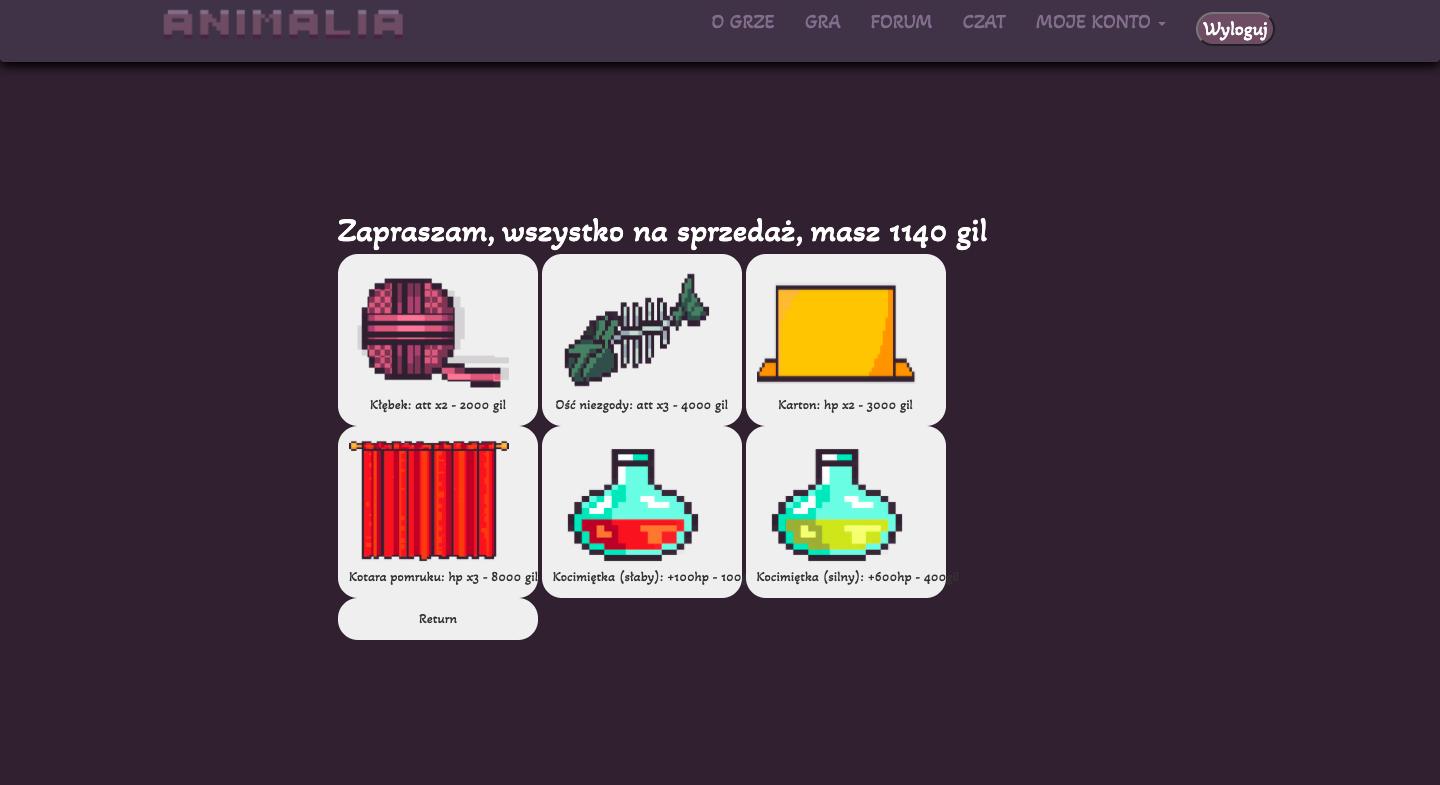 ANIMALIA
O GRZE GRA FORUM CZAT MOJE KONTO Wyloguj
Zapraszam, wszystko na sprzedaż, masz 1140 gil
Kłębek: att x2 - 2000 gil
Ość niezgody: att x3 - 4000 gil
Karton: hp x2 - 3000 gil
Kotara pomruku: hp x3 - 8000 gil
Kocimiętka (słaby): +100hp - 100
Kocimiętka (silny): +600hp - 400gil
Return